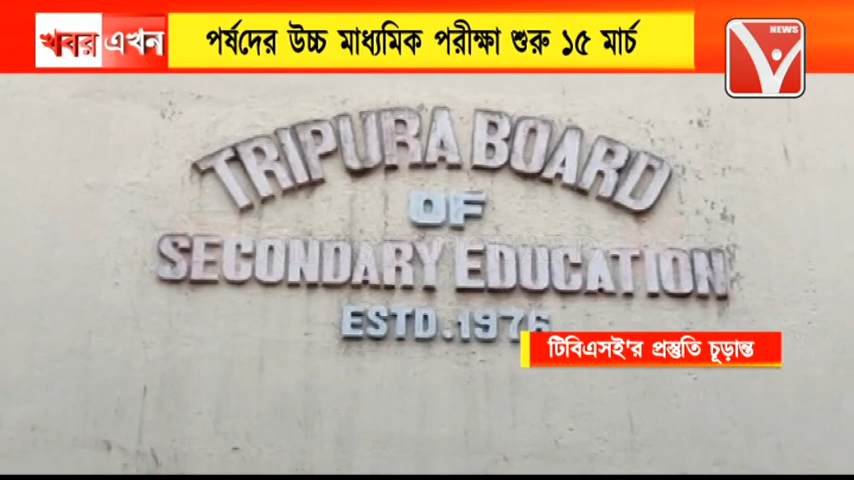 খবর এখন
পর্ষদের উচ্চ মাধ্যমিক পরীক্ষা শুরু ১৫ মার্চ
NEWS
TRIPURA BOARD
OF
SECONDARY EDUCATION
ESTD.1976
টিবিএসই'র প্রস্তুতি চূড়ান্ত